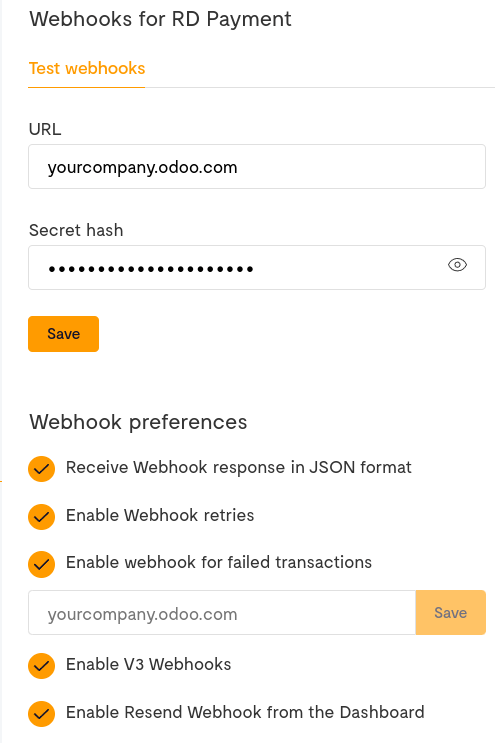 Webhooks for RD Payment
Test webhooks
URL
yourcompany.odoo.com
Secret hash
•••••••••••••••••••••
Save
Webhook preferences
Receive Webhook response in JSON format
Enable Webhook retries
Enable webhook for failed transactions
yourcompany.odoo.com Save
Enable V3 Webhooks
Enable Resend Webhook from the Dashboard